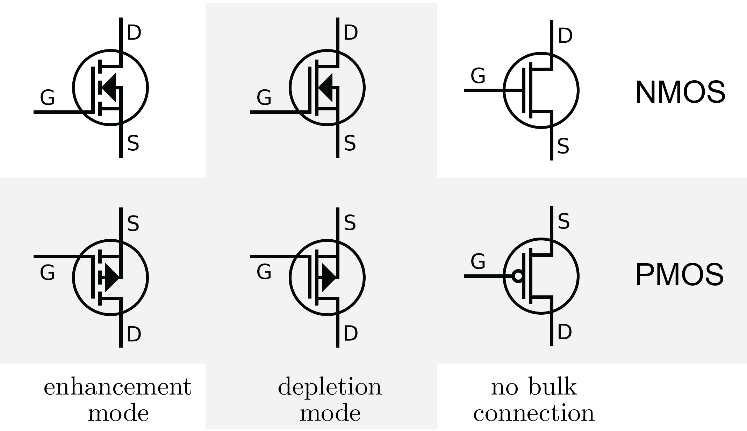 D
G
S
D
G
S
D
G
S
NMOS
S
G
D
S
G
D
S
G
D
PMOS
enhancement
mode
depletion
mode
no bulk
connection